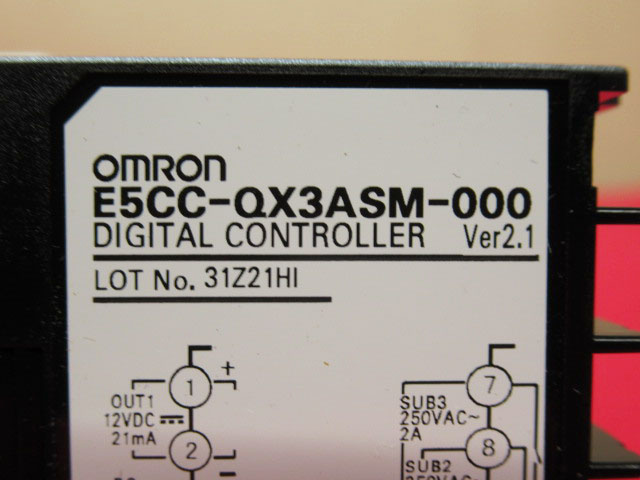 OMRON
E5CC-QX3ASM-000
DIGITAL CONTROLLER Ver2.1
LOT No. 31Z21HI
+
1
OUT1
12VDC ⎓
21mA
2
−
7
SUB3
250VAC~
2A
8
SUB2